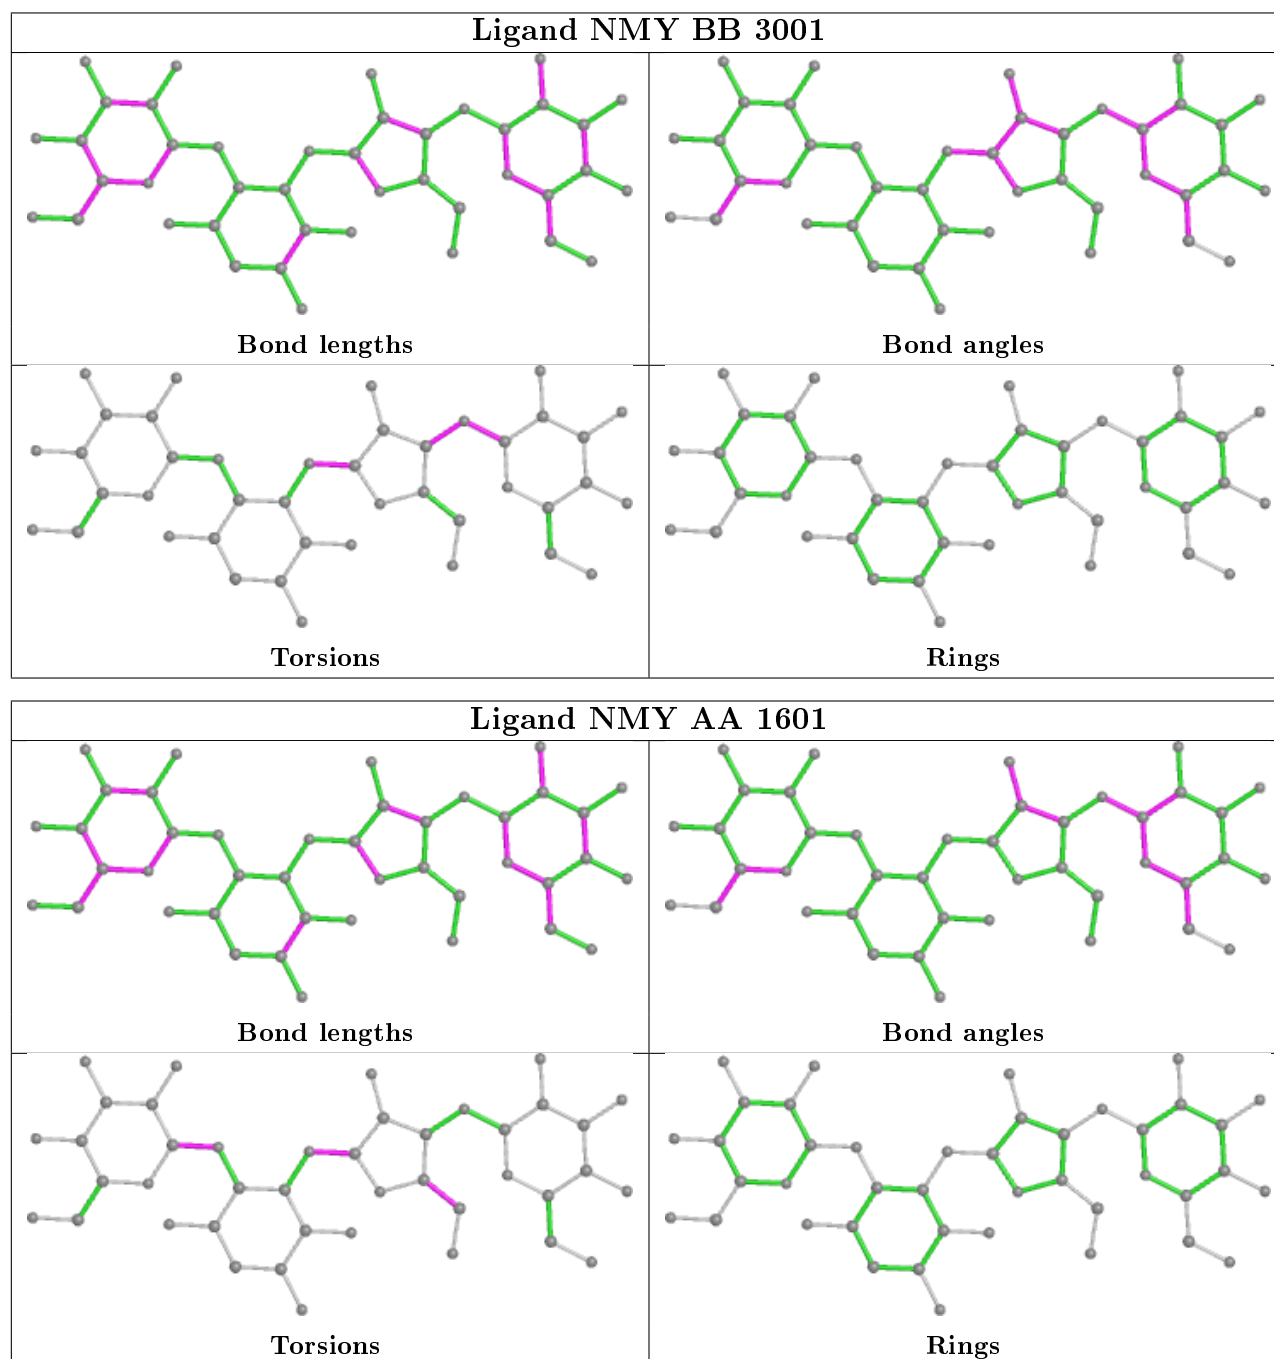 Ligand NMY BB 3001
Bond lengths
Bond angles
Torsions
Rings
Ligand NMY AA 1601
Bond lengths
Bond angles
Torsions
Rings